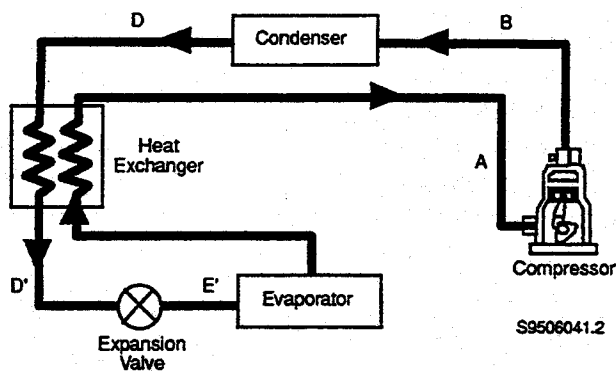 D
Condenser
B
Heat
Exchanger
A
Compressor
D'
E'
Evaporator
Expansion
Valve
S9506041.2